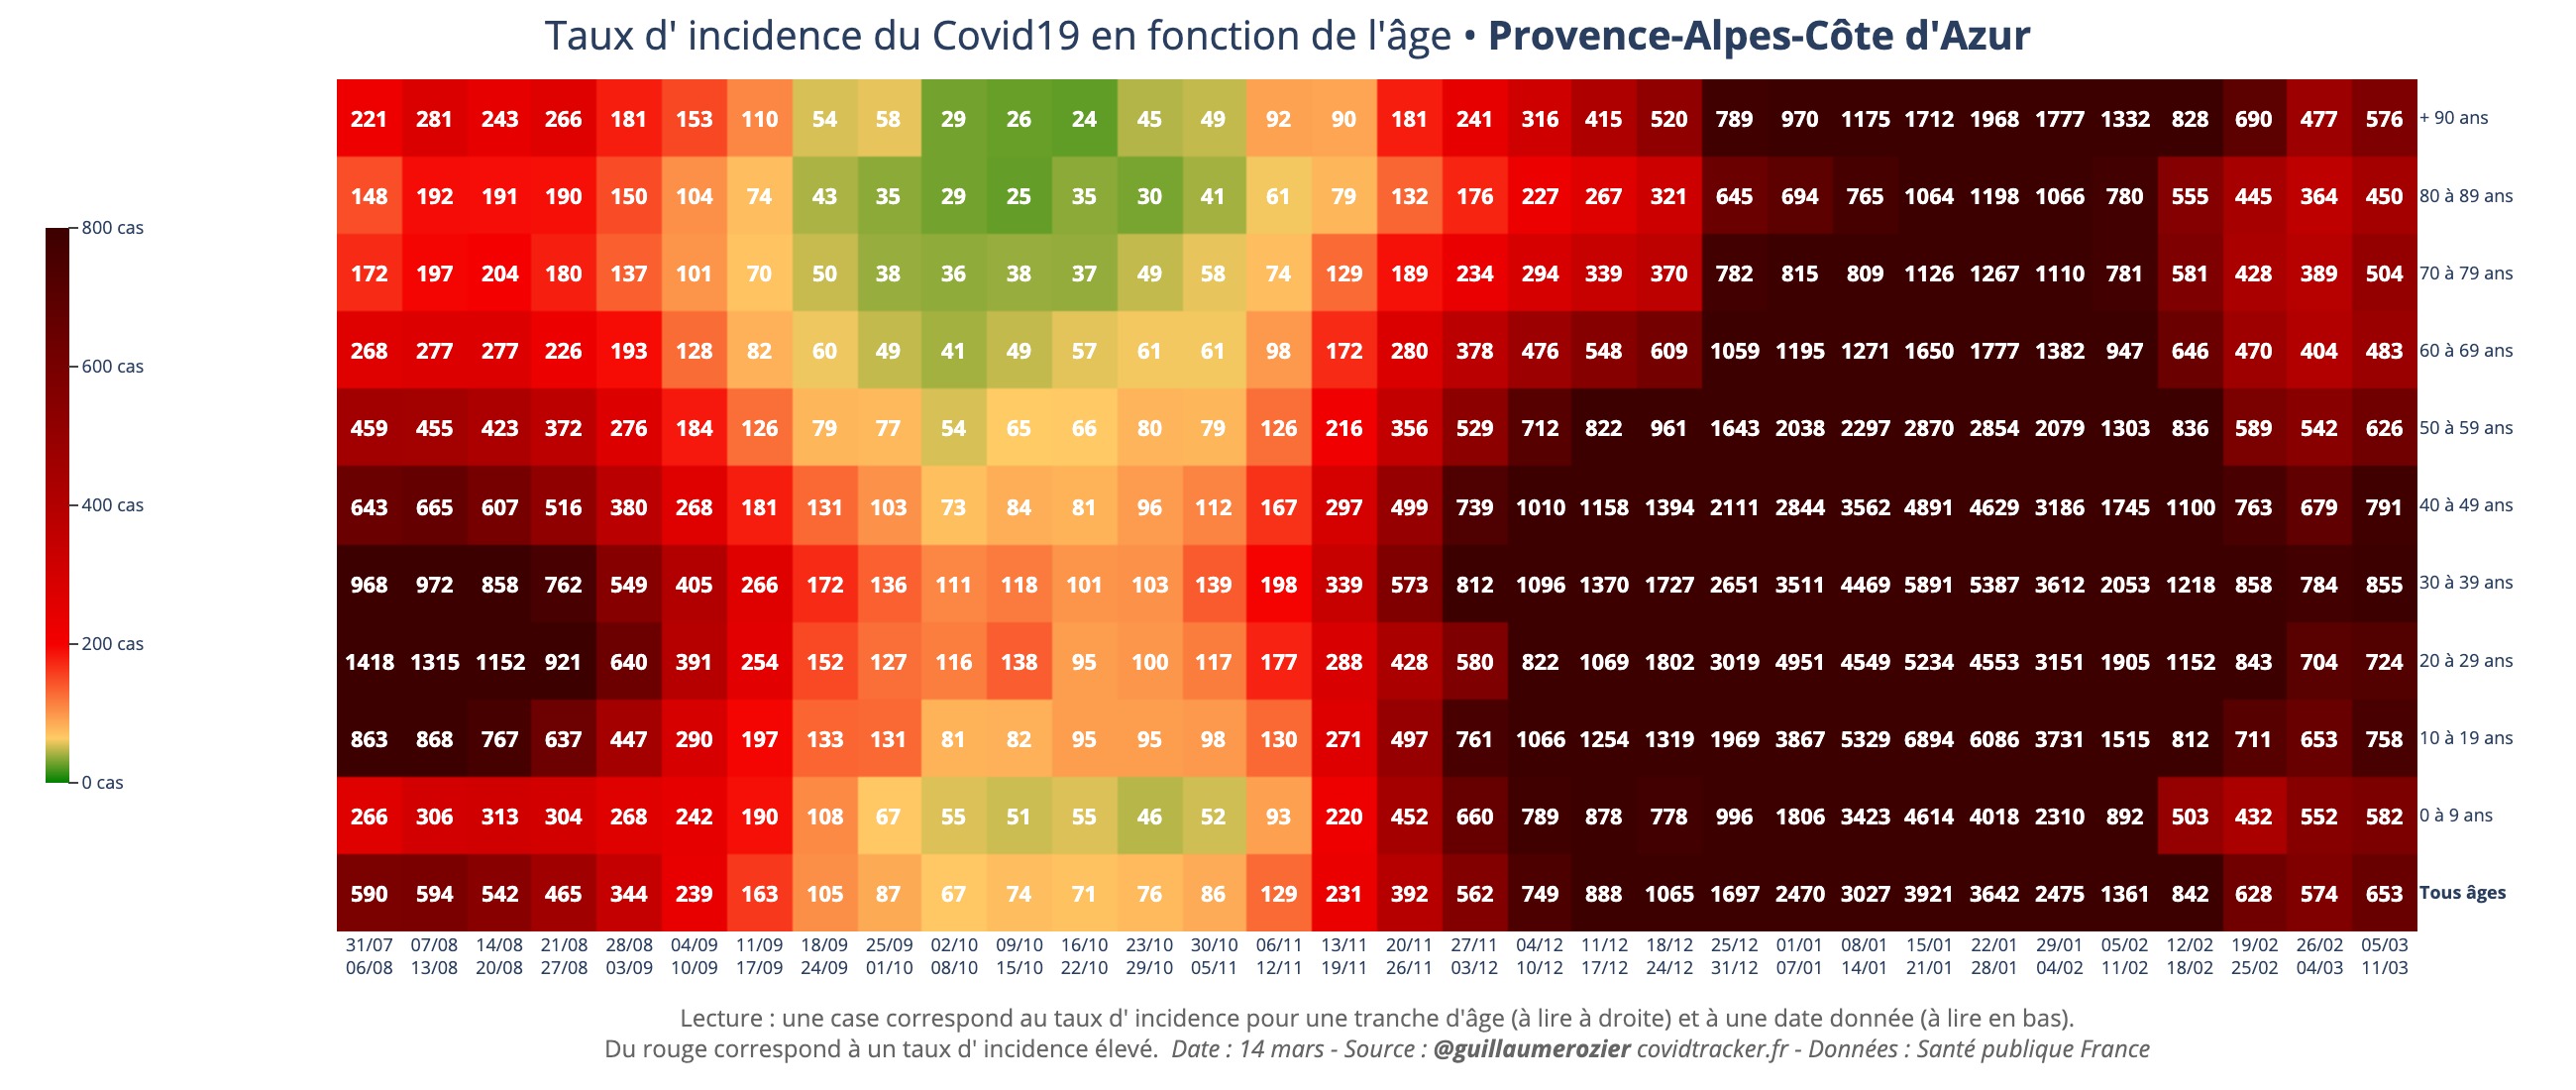 Taux d' incidence du Covid19 en fonction de l'âge • Provence-Alpes-Côte d'Azur
800 cas
600 cas
400 cas
200 cas
0 cas
221 281 243 266 181 153 110 54 58 29 26 24 45 49 92 90 181 241 316 415 520 789 970 1175 1712 1968 1777 1332 828 690 477 576 + 90 ans
148 192 191 190 150 104 74 43 35 29 25 35 30 41 61 79 132 176 227 267 321 645 694 765 1064 1198 1066 780 555 445 364 450 80 à 89 ans
172 197 204 180 137 101 70 50 38 36 38 37 49 58 74 129 189 234 294 339 370 782 815 809 1126 1267 1110 781 581 428 389 504 70 à 79 ans
268 277 277 226 193 128 82 60 49 41 49 57 61 61 98 172 280 378 476 548 609 1059 1195 1271 1650 1777 1382 947 646 470 404 483 60 à 69 ans
459 455 423 372 276 184 126 79 77 54 65 66 80 79 126 216 356 529 712 822 961 1643 2038 2297 2870 2854 2079 1303 836 589 542 626 50 à 59 ans
643 665 607 516 380 268 181 131 103 73 84 81 96 112 167 297 499 739 1010 1158 1394 2111 2844 3562 4891 4629 3186 1745 1100 763 679 791 40 à 49 ans
968 972 858 762 549 405 266 172 136 111 118 101 103 139 198 339 573 812 1096 1370 1727 2651 3511 4469 5891 5387 3612 2053 1218 858 784 855 30 à 39 ans
1418 1315 1152 921 640 391 254 152 127 116 138 95 100 117 177 288 428 580 822 1069 1802 3019 4951 4549 5234 4553 3151 1905 1152 843 704 724 20 à 29 ans
863 868 767 637 447 290 197 133 131 81 82 95 95 98 130 271 497 761 1066 1254 1319 1969 3867 5329 6894 6086 3731 1515 812 711 653 758 10 à 19 ans
266 306 313 304 268 242 190 108 67 55 51 55 46 52 93 220 452 660 789 878 778 996 1806 3423 4614 4018 2310 892 503 432 552 582 0 à 9 ans
590 594 542 465 344 239 163 105 87 67 74 71 76 86 129 231 392 562 749 888 1065 1697 2470 3027 3921 3642 2475 1361 842 628 574 653 Tous âges
31/07 07/08 14/08 21/08 28/08 04/09 11/09 18/09 25/09 02/10 09/10 16/10 23/10 30/10 06/11 13/11 20/11 27/11 04/12 11/12 18/12 25/12 01/01 08/01 15/01 22/01 29/01 05/02 12/02 19/02 26/02 05/03
06/08 13/08 20/08 27/08 03/09 10/09 17/09 24/09 01/10 08/10 15/10 22/10 29/10 05/11 12/11 19/11 26/11 03/12 10/12 17/12 24/12 31/12 07/01 14/01 21/01 28/01 04/02 11/02 18/02 25/02 04/03 11/03
Lecture : une case correspond au taux d' incidence pour une tranche d'âge (à lire à droite) et à une date donnée (à lire en bas).
Du rouge correspond à un taux d' incidence élevé. Date : 14 mars - Source : @guillaumerozier covidtracker.fr - Données : Santé publique France